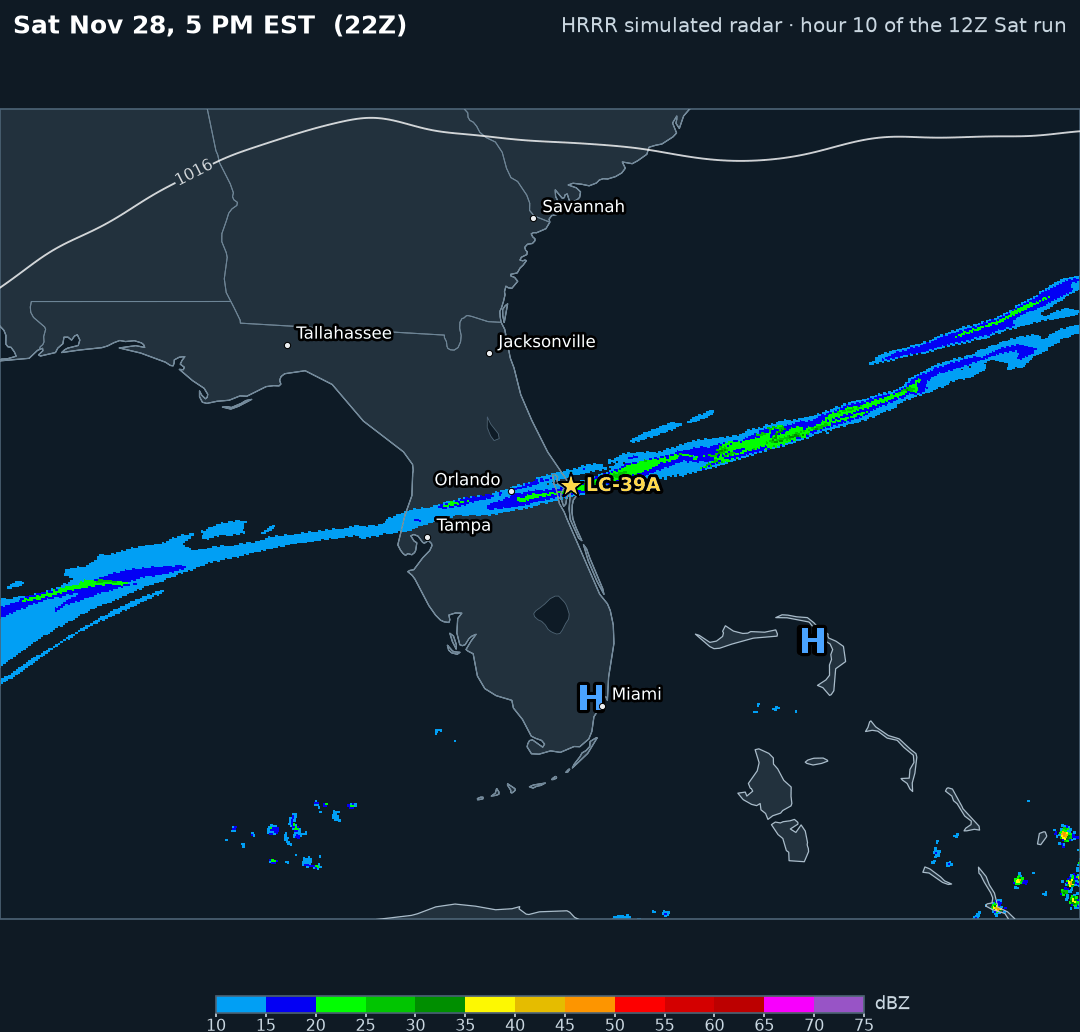 Sat Nov 28, 5 PM EST (22Z)
HRRR simulated radar · hour 10 of the 12Z Sat run
1016
Savannah
Tallahassee
Jacksonville
Orlando
LC-39A
Tampa
H
H
Miami
dBZ
10 15 20 25 30 35 40 45 50 55 60 65 70 75